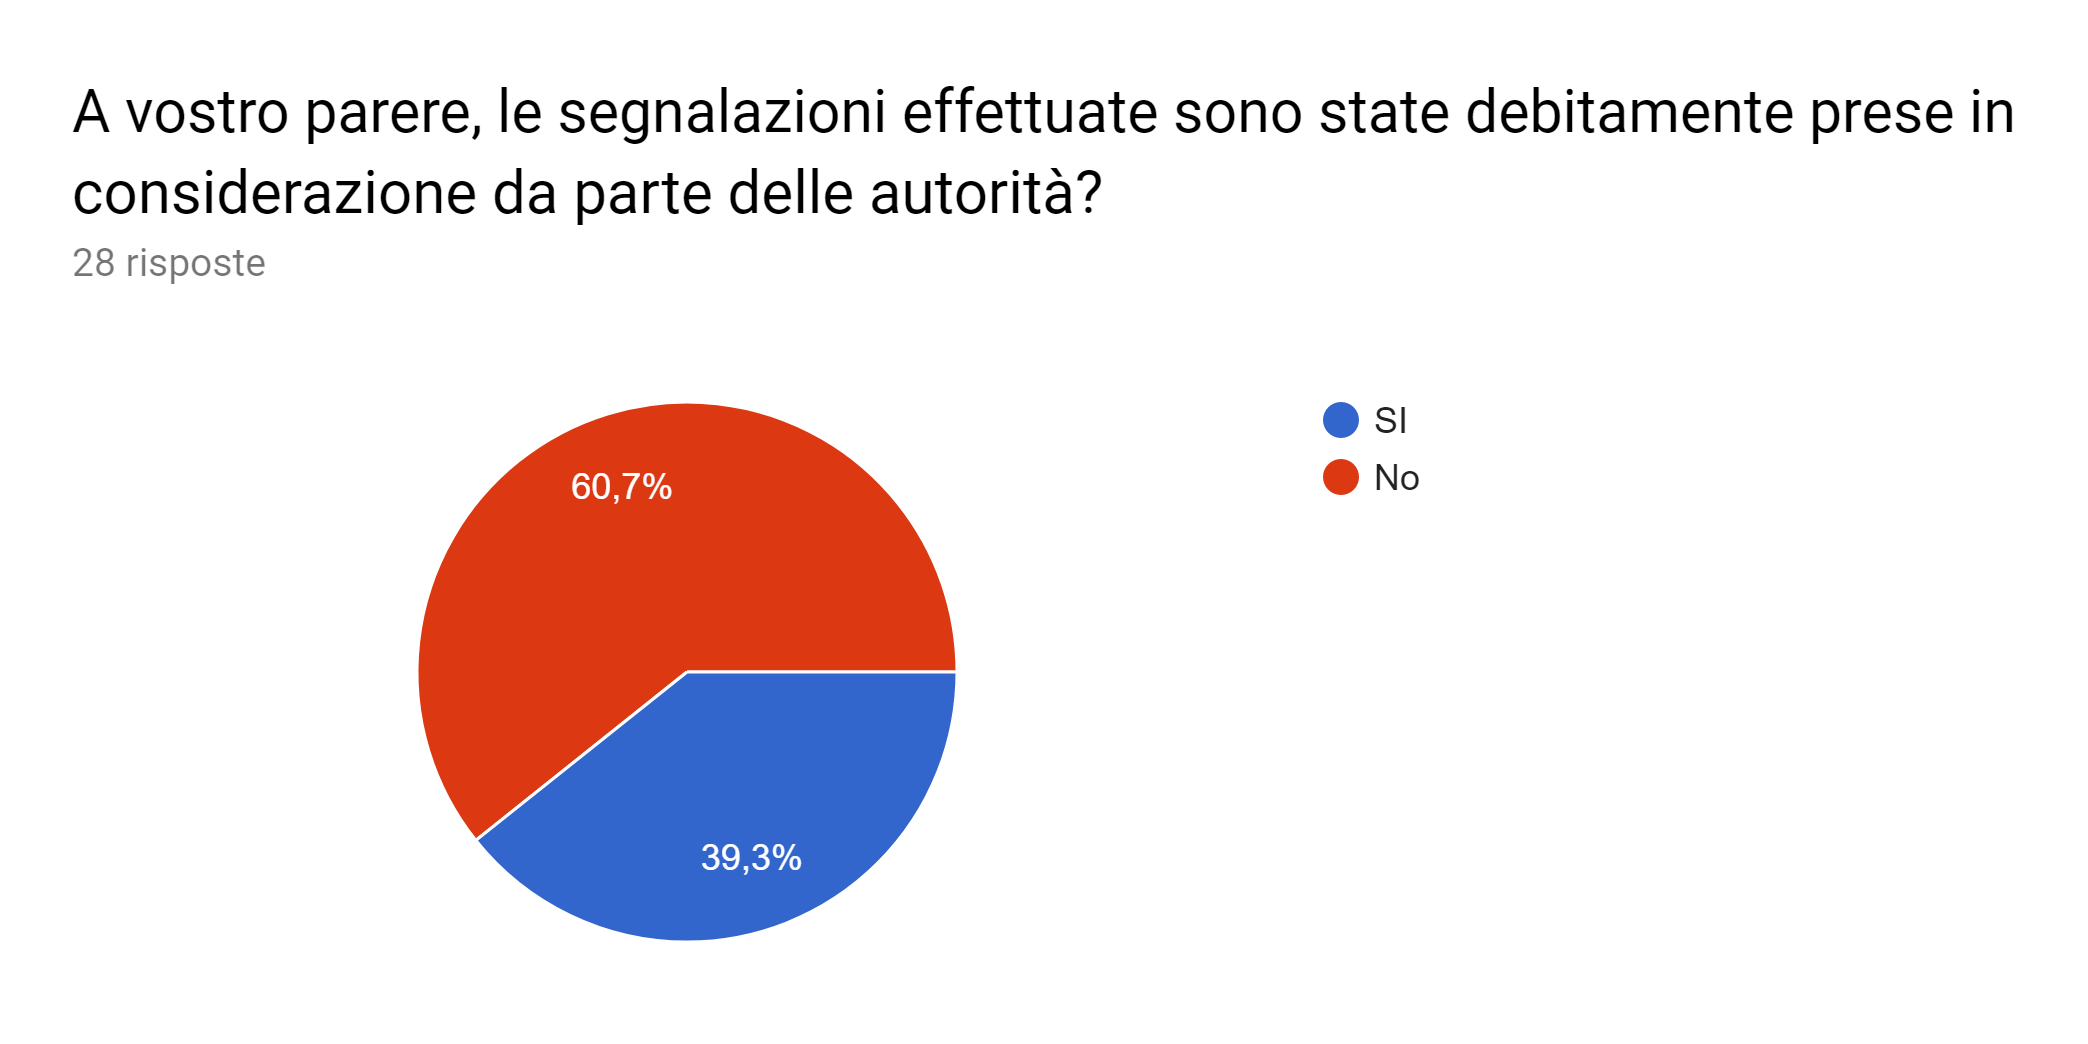 A vostro parere, le segnalazioni effettuate sono state debitamente prese in
considerazione da parte delle autorità?
28 risposte
SI
No
60,7%
39,3%